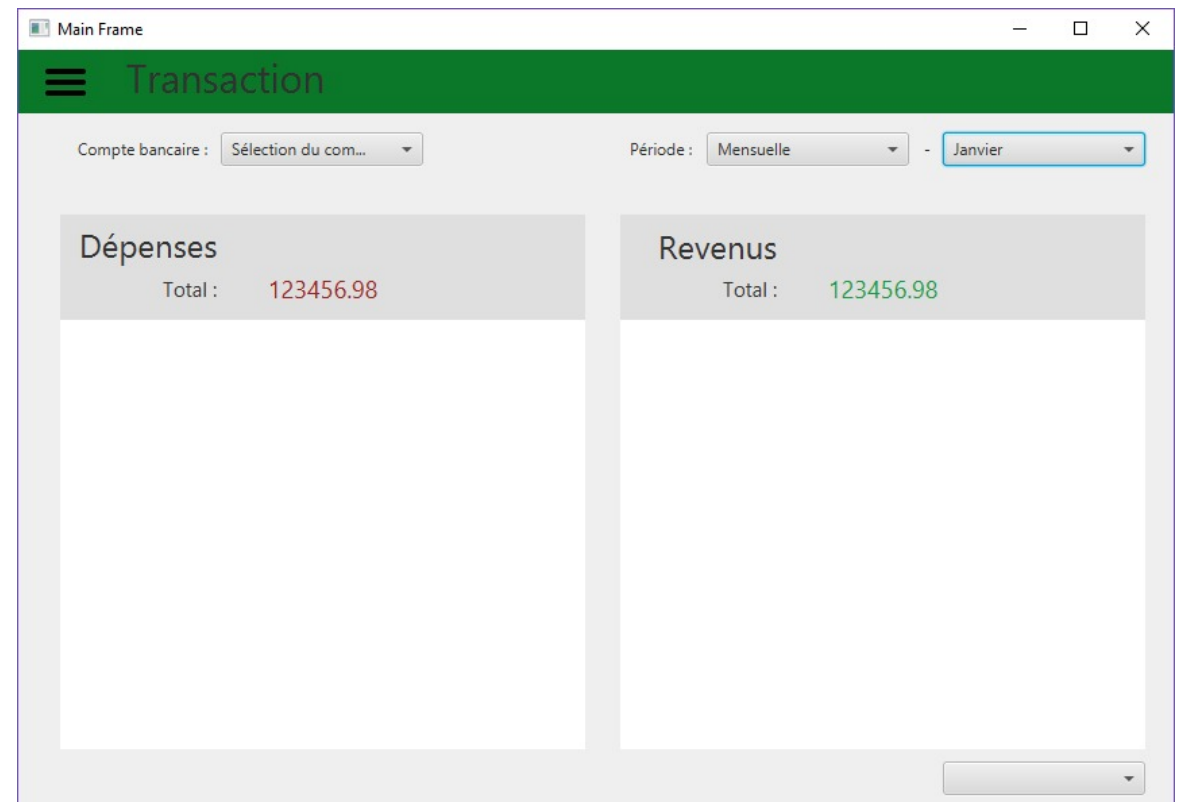 Main Frame
Transaction
Compte bancaire : Sélection du com... Période : Mensuelle - Janvier
Dépenses
Total : 123456.98
Revenus
Total : 123456.98